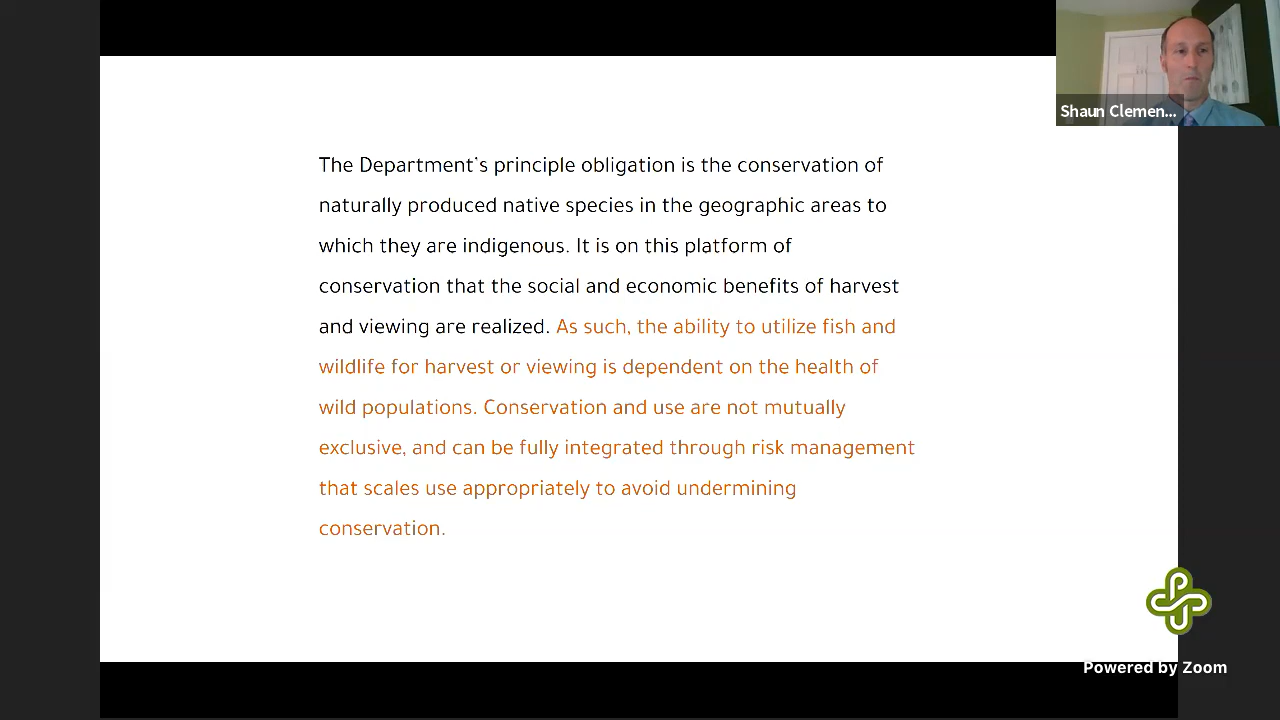 Shaun Clemen...
The Department's principle obligation is the conservation of
naturally produced native species in the geographic areas to
which they are indigenous. It is on this platform of
conservation that the social and economic benefits of harvest
and viewing are realized. As such, the ability to utilize fish and
wildlife for harvest or viewing is dependent on the health of
wild populations. Conservation and use are not mutually
exclusive, and can be fully integrated through risk management
that scales use appropriately to avoid undermining
conservation.
PSU
Powered by Zoom